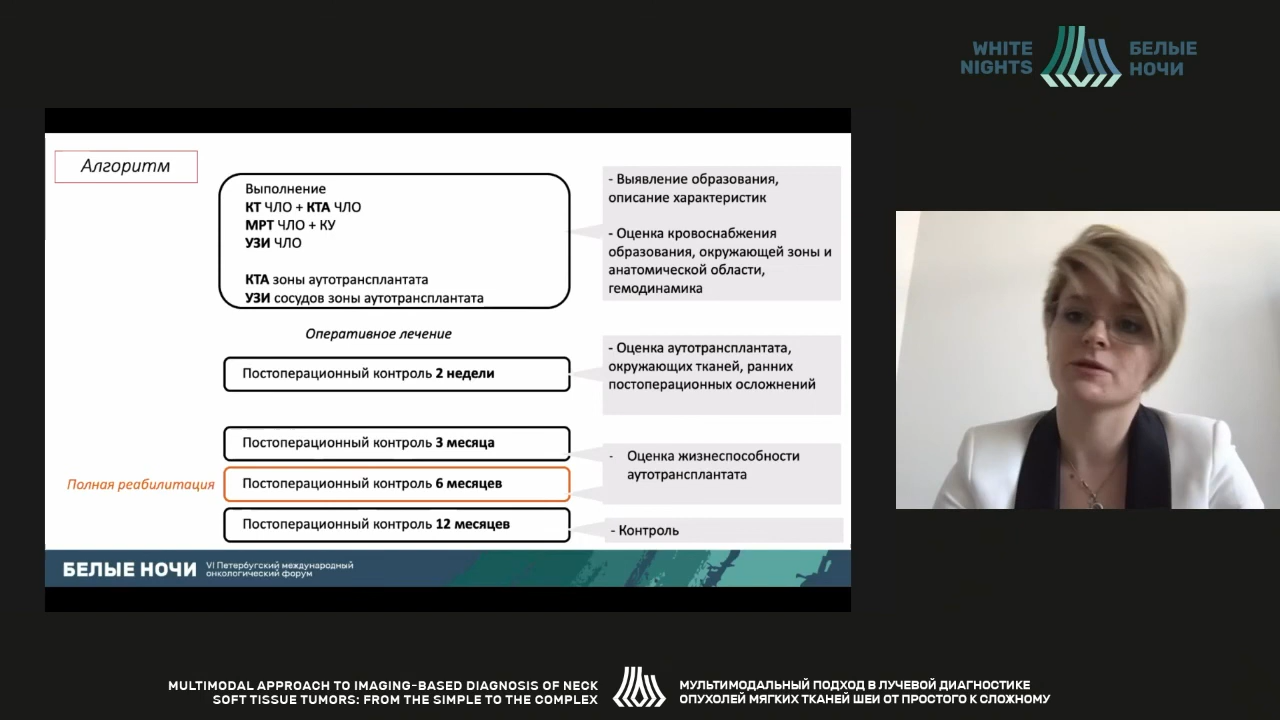 WHITE
NIGHTS
БЕЛЫЕ
НОЧИ
Алгоритм
Выполнение
КТ ЧЛО + КТА ЧЛО
МРТ ЧЛО + КУ
УЗИ ЧЛО
КТА зоны аутотрансплантата
УЗИ сосудов зоны аутотрансплантата
- Выявление образования,
описание характеристик
- Оценка кровоснабжения
образования, окружающей зоны и
анатомической области,
гемодинамика
Оперативное лечение
Постоперационный контроль 2 недели
- Оценка аутотрансплантата,
окружающих тканей, ранних
постоперационных осложнений
Постоперационный контроль 3 месяца
- Оценка жизнеспособности
аутотрансплантата
Полная реабилитация
Постоперационный контроль 6 месяцев
Постоперационный контроль 12 месяцев
- Контроль
БЕЛЫЕ НОЧИ
VI Петербугский международный
онкологический форум
MULTIMODAL APPROACH TO IMAGING-BASED DIAGNOSIS OF NECK
SOFT TISSUE TUMORS: FROM THE SIMPLE TO THE COMPLEX
МУЛЬТИМОДАЛЬНЫЙ ПОДХОД В ЛУЧЕВОЙ ДИАГНОСТИКЕ
ОПУХОЛЕЙ МЯГКИХ ТКАНЕЙ ШЕИ ОТ ПРОСТОГО К СЛОЖНОМУ